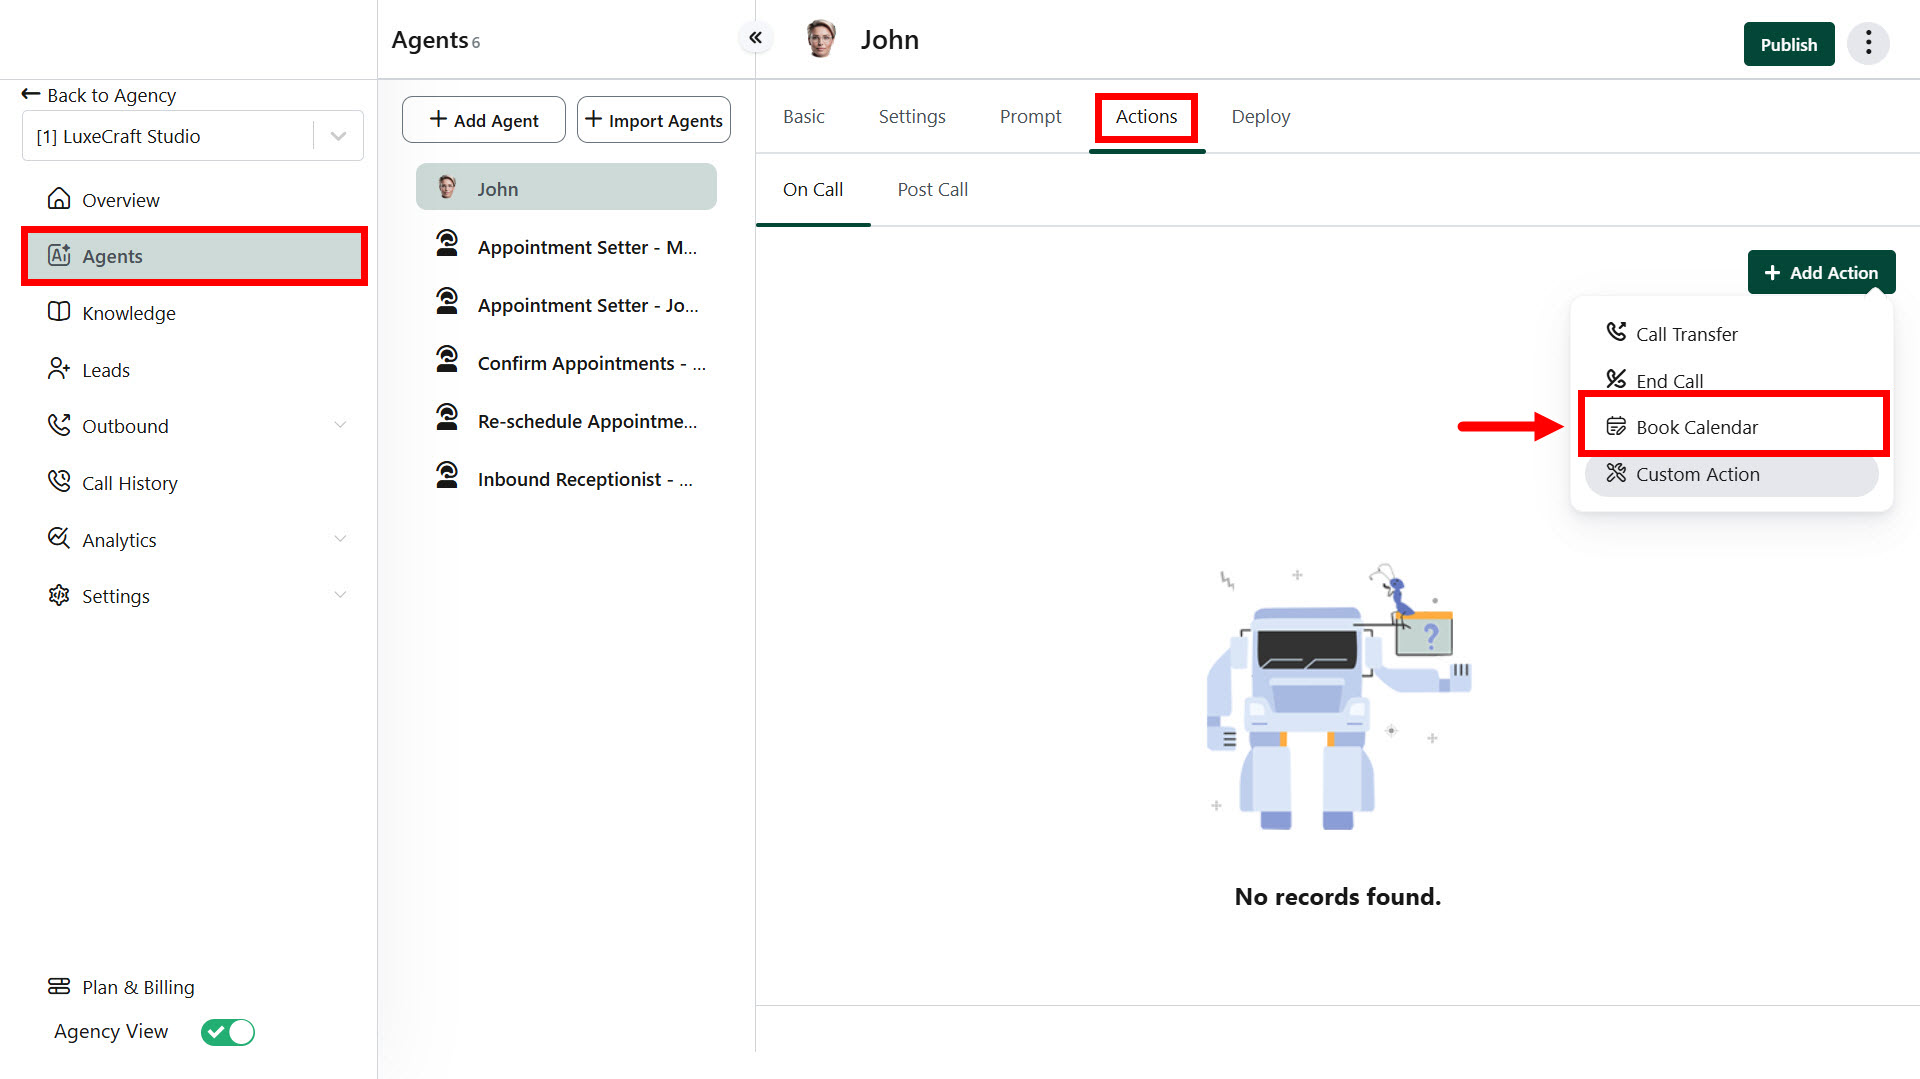 Back to Agency
[1] LuxeCraft Studio
Overview
Agents
Knowledge
Leads
Outbound
Call History
Analytics
Settings
Plan & Billing
Agency View
Agents 6
Add Agent
Import Agents
John
Appointment Setter - M...
Appointment Setter - Jo...
Confirm Appointments - ...
Re-schedule Appointme...
Inbound Receptionist - ...
John
Publish
Basic
Settings
Prompt
Actions
Deploy
On Call
Post Call
Add Action
Call Transfer
End Call
Book Calendar
Custom Action
?
No records found.